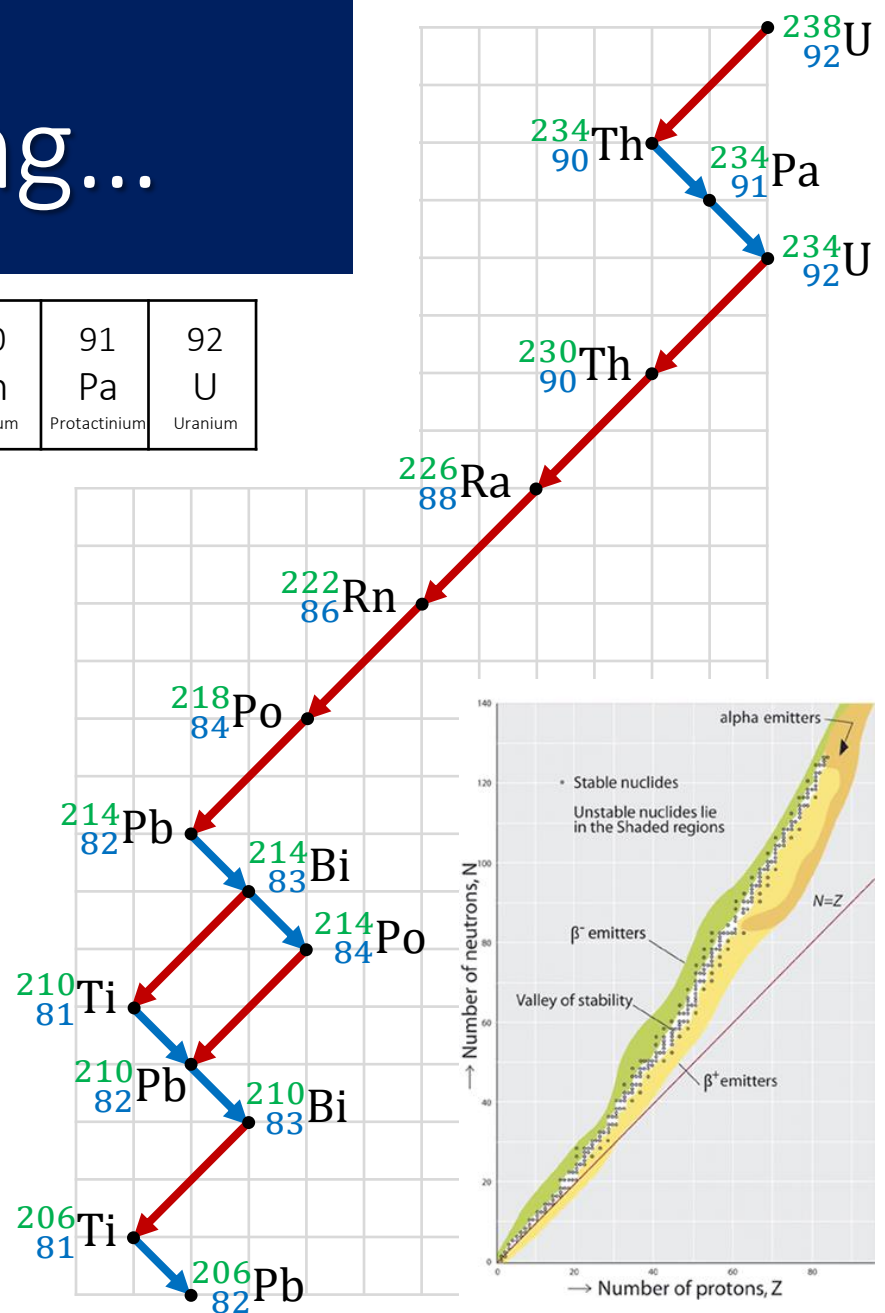 ng...
238
92U
234
90Th
234
91Pa
234
92U
91
Pa
Protactinium
92
U
Uranium
230
90Th
226
88Ra
222
86Rn
218
84Po
214
82Pb
214
83Bi
214
84Po
210
81Ti
210
82Pb
210
83Bi
206
81Ti
206
82Pb
140
120
100
80
60
40
20
0
→ Number of neutrons, N
alpha emitters
• Stable nuclides
Unstable nuclides lie
in the Shaded regions
N=Z
β⁻ emitters
Valley of stability
β⁺ emitters
0
20
40
60
80
→ Number of protons, Z